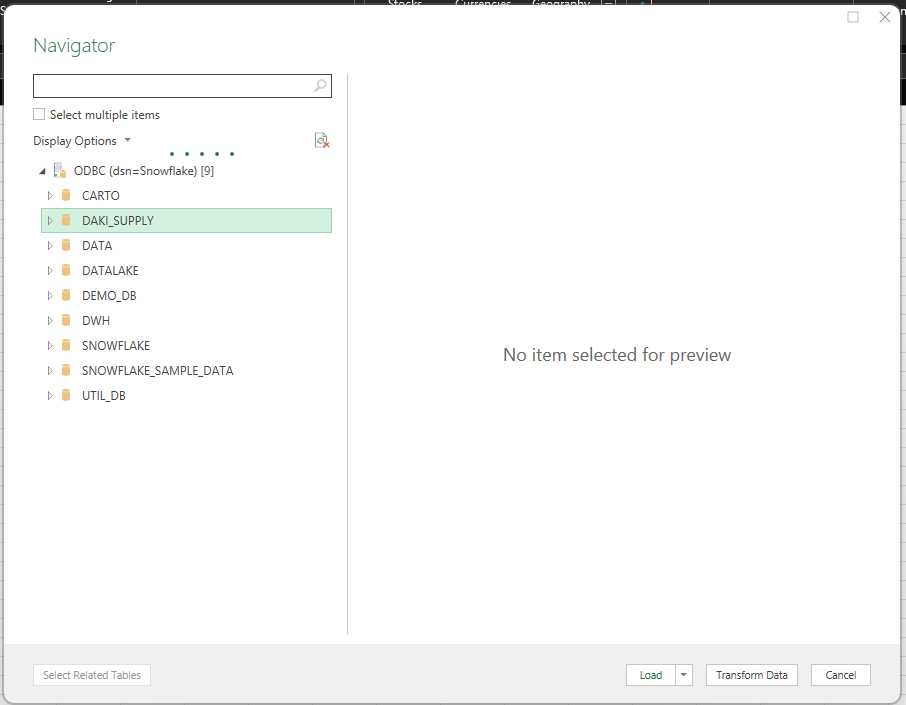 Stocks
Currencies
Geography
Navigator
Select multiple items
Display Options
ODBC (dsn=Snowflake) [9]
CARTO
DAKI_SUPPLY
DATA
DATALAKE
DEMO_DB
DWH
SNOWFLAKE
SNOWFLAKE_SAMPLE_DATA
UTIL_DB
No item selected for preview
Select Related Tables
Load
Transform Data
Cancel